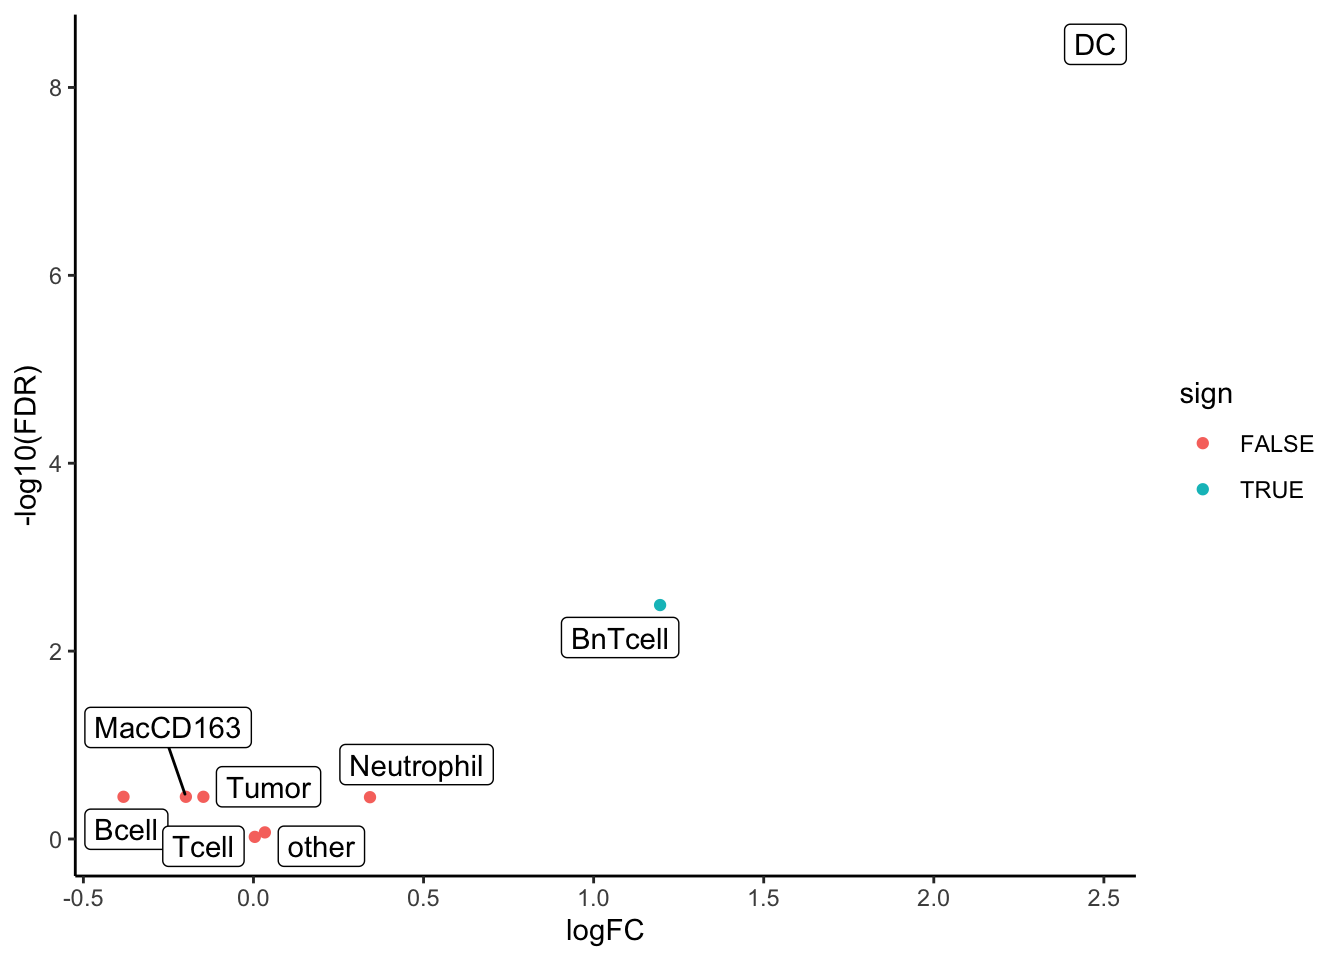 DC
8
6
-log10(FDR)
4
2
0
BnTcell
MacCD163
Neutrophil
Tumor
Bcell
Tcell
other
-0.5
0.0
0.5
1.0
1.5
2.0
2.5
logFC
sign
FALSE
TRUE